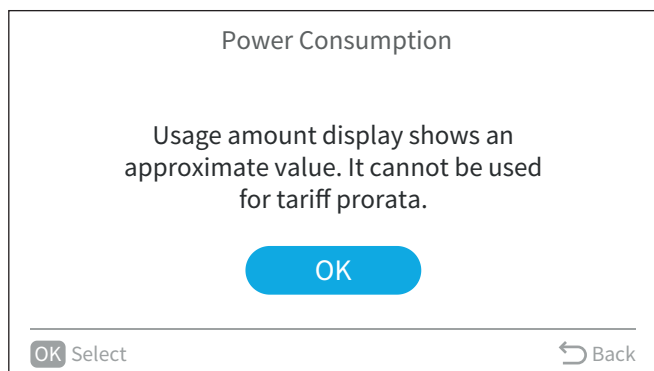 Power Consumption
Usage amount display shows an
approximate value. It cannot be used
for tariff prorata.
OK
OK Select
Back